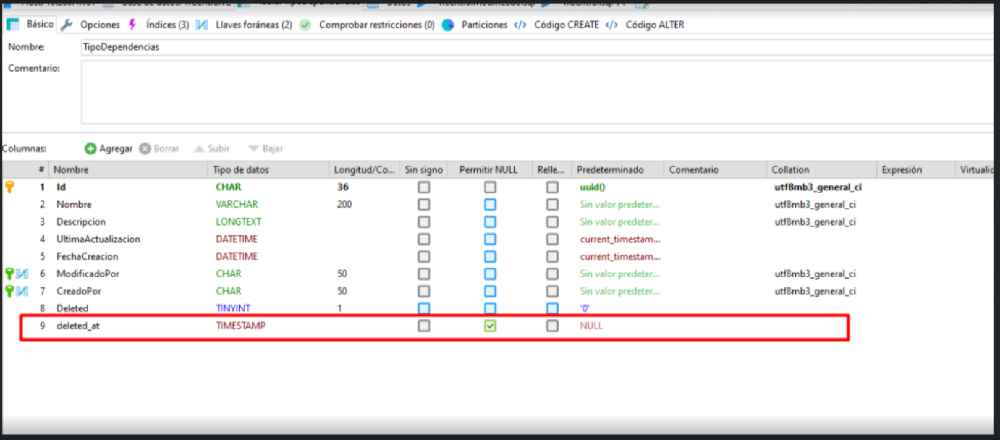 Básico Opciones Índices (3) Llaves foráneas (2) Comprobar restricciones (0) Particiones </> Código CREATE </> Código ALTER
Nombre: TipoDependencias
Comentario:
Columnas: Agregar Borrar Subir Bajar
# Nombre Tipo de datos Longitud/Co... Sin signo Permitir NULL Relle... Predeterminado Comentario Collation Expresión Virtualic
1 Id CHAR 36 uuid() utf8mb3_general_ci
2 Nombre VARCHAR 200 Sin valor predeter... utf8mb3_general_ci
3 Descripcion LONGTEXT Sin valor predeter... utf8mb3_general_ci
4 UltimaActualizacion DATETIME current_timestam...
5 FechaCreacion DATETIME current_timestam...
6 ModificadoPor CHAR 50 Sin valor predeter... utf8mb3_general_ci
7 CreadoPor CHAR 50 Sin valor predeter... utf8mb3_general_ci
8 Deleted TINYINT 1 '0'
9 deleted_at TIMESTAMP NULL